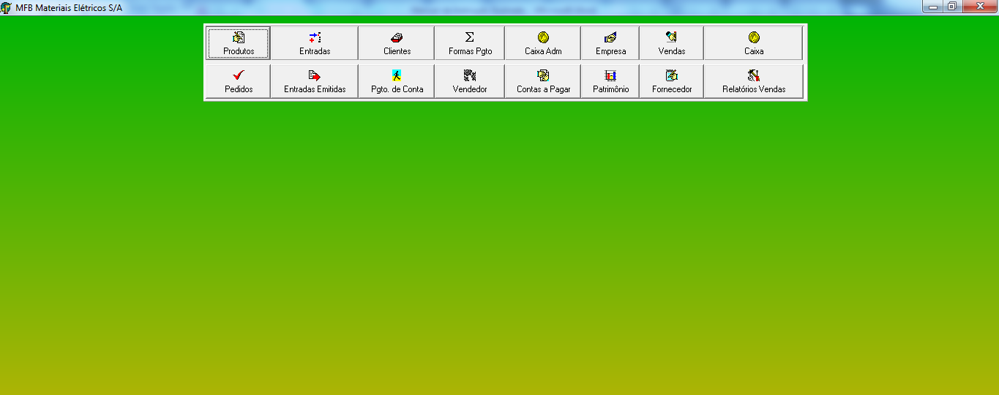 MFB Materiais Elétricos S/A
Produtos Entradas Clientes Formas Pgto Caixa Adm Empresa Vendas Caixa
Pedidos Entradas Emitidas Pgto. de Conta Vendedor Contas a Pagar Patrimônio Fornecedor Relatórios Vendas